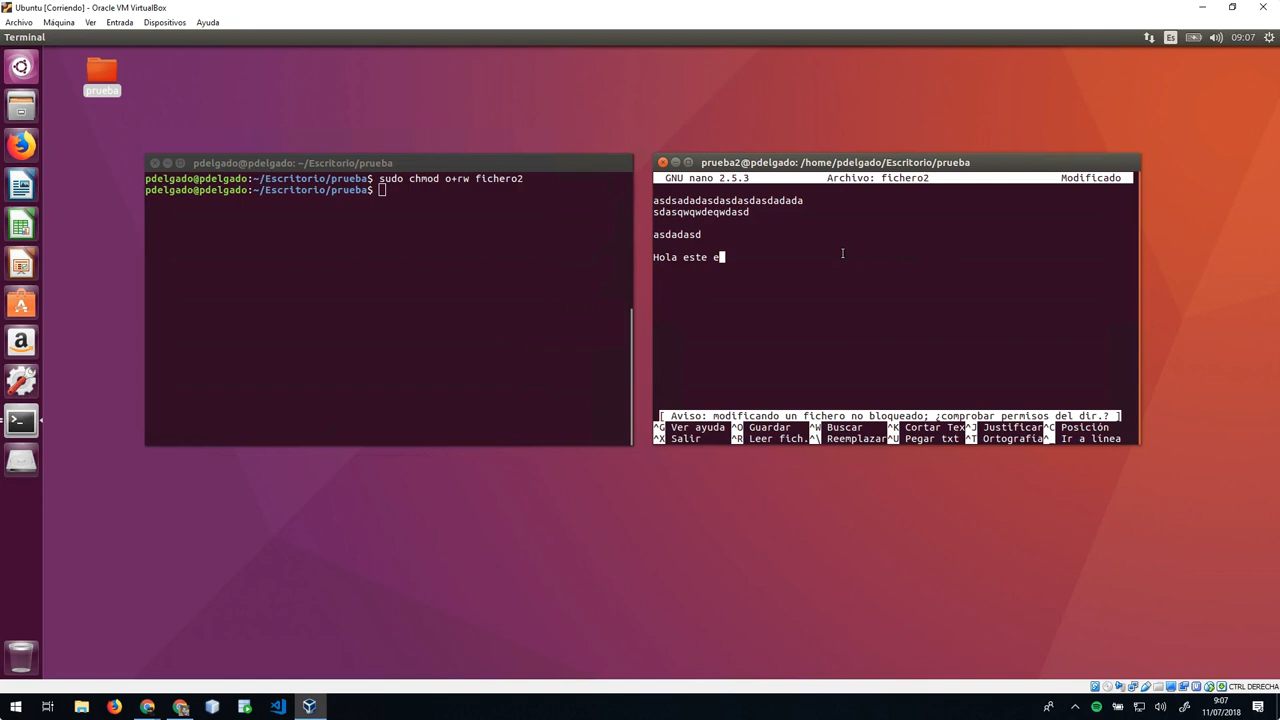 Ubuntu [Corriendo] - Oracle VM VirtualBox
Archivo Máquina Ver Entrada Dispositivos Ayuda
Terminal
Es
09:07
prueba
pdelgado@pdelgado: ~/Escritorio/prueba
pdelgado@pdelgado:~/Escritorio/prueba$ sudo chmod o+rw fichero2
pdelgado@pdelgado:~/Escritorio/prueba$
prueba2@pdelgado: /home/pdelgado/Escritorio/prueba
GNU nano 2.5.3 Archivo: fichero2 Modificado
asdsadadasdasdasdasdadada
sdasqwqwdeqwdasd
asdadasd
Hola este e
[ Aviso: modificando un fichero no bloqueado; ¿comprobar permisos del dir.? ]
^G Ver ayuda ^O Guardar ^W Buscar ^K Cortar Tex ^J Justificar ^C Posición
^X Salir ^R Leer fich. ^\ Reemplazar ^U Pegar txt ^T Ortografía ^_ Ir a línea
CTRL DERECHA
9:07
11/07/2018